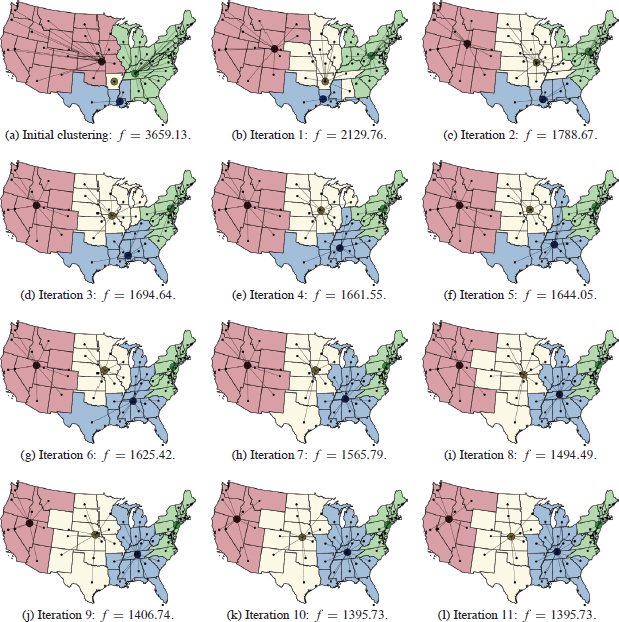 (a) Initial clustering: f = 3659.13.
(b) Iteration 1: f = 2129.76.
(c) Iteration 2: f = 1788.67.
(d) Iteration 3: f = 1694.64.
(e) Iteration 4: f = 1661.55.
(f) Iteration 5: f = 1644.05.
(g) Iteration 6: f = 1625.42.
(h) Iteration 7: f = 1565.79.
(i) Iteration 8: f = 1494.49.
(j) Iteration 9: f = 1406.74.
(k) Iteration 10: f = 1395.73.
(l) Iteration 11: f = 1395.73.